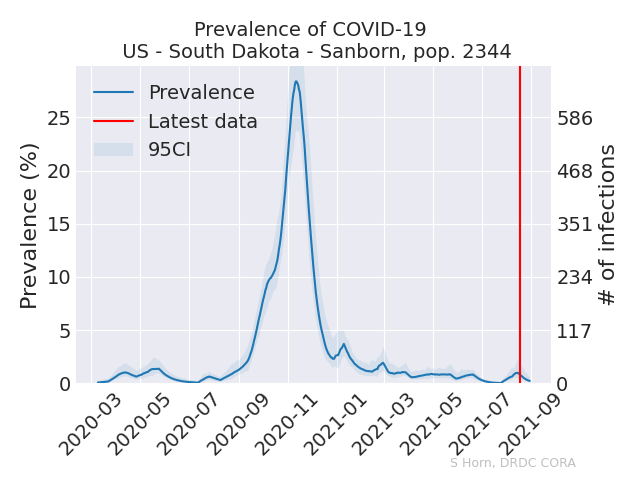 Prevalence of COVID-19
US - South Dakota - Sanborn, pop. 2344
Prevalence
Latest data
95CI
Prevalence (%)
25
20
15
10
5
0
586
468
351
234
117
0
# of infections
2020-03
2020-05
2020-07
2020-09
2020-11
2021-01
2021-03
2021-05
2021-07
2021-09
S Horn, DRDC CORA